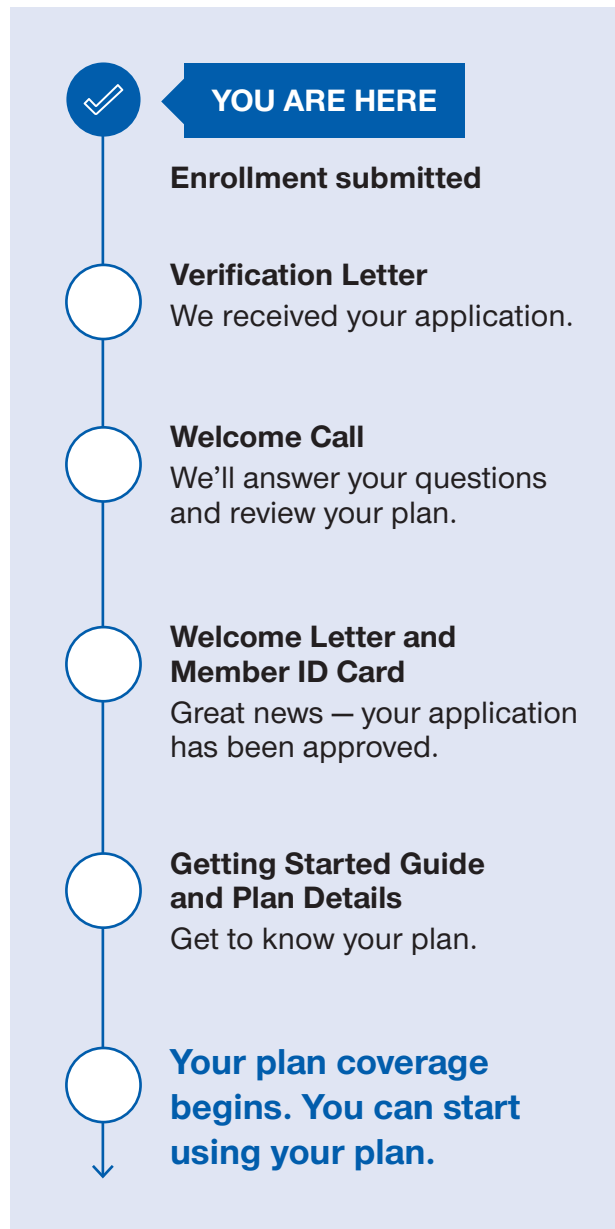 YOU ARE HERE
Enrollment submitted
Verification Letter
We received your application.
Welcome Call
We’ll answer your questions
and review your plan.
Welcome Letter and
Member ID Card
Great news — your application
has been approved.
Getting Started Guide
and Plan Details
Get to know your plan.
Your plan coverage
begins. You can start
using your plan.